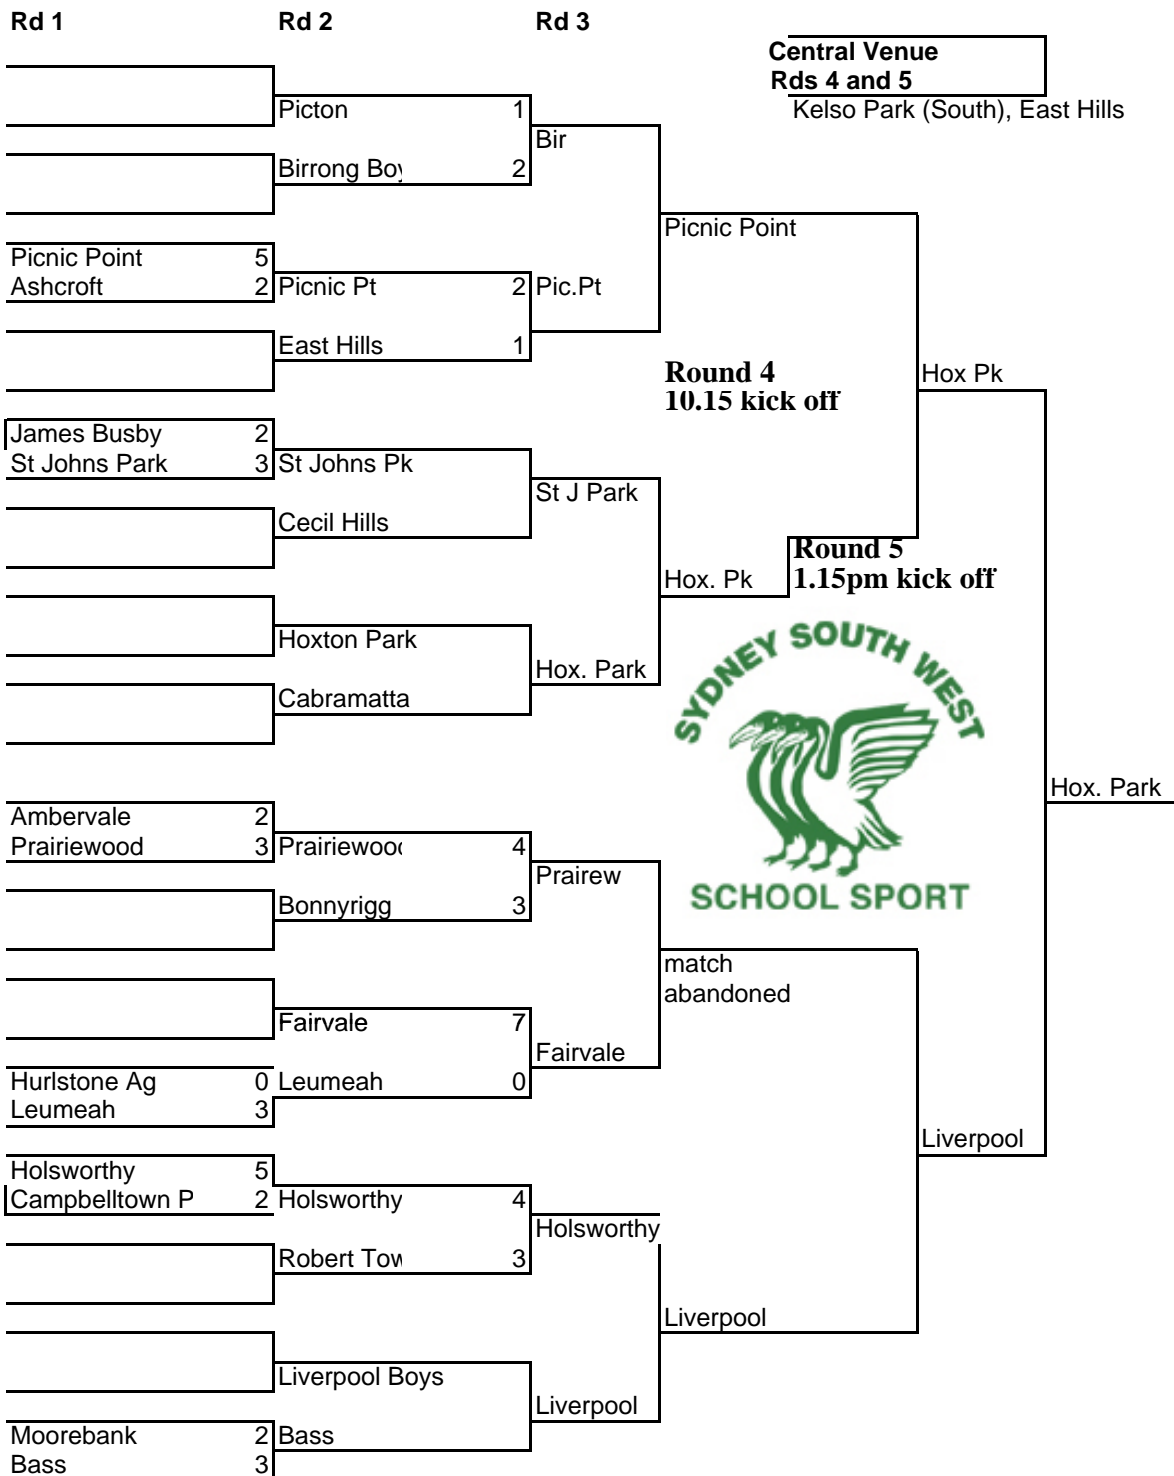 Rd 1 Rd 2 Rd 3
Central Venue
Rds 4 and 5
Kelso Park (South), East Hills
Picton 1
Bir
Birrong Boy 2
Picnic Point
Picnic Point 5
Ashcroft 2 Picnic Pt 2 Pic.Pt
East Hills 1
Round 4 Hox Pk
10.15 kick off
James Busby 2
St Johns Park 3 St Johns Pk
St J Park
Cecil Hills
Round 5
Hox. Pk 1.15pm kick off
Hoxton Park
Hox. Park
Cabramatta
SYDNEY SOUTH WEST
SCHOOL SPORT
Hox. Park
Ambervale 2
Prairiewood 3 Prairiewood 4
Prairew
Bonnyrigg 3
match
abandoned
Fairvale 7
Fairvale
Hurlstone Ag 0 Leumeah 0
Leumeah 3
Liverpool
Holsworthy 5
Campbelltown P 2 Holsworthy 4
Holsworthy
Robert Tow 3
Liverpool
Liverpool Boys
Liverpool
Moorebank 2 Bass
Bass 3